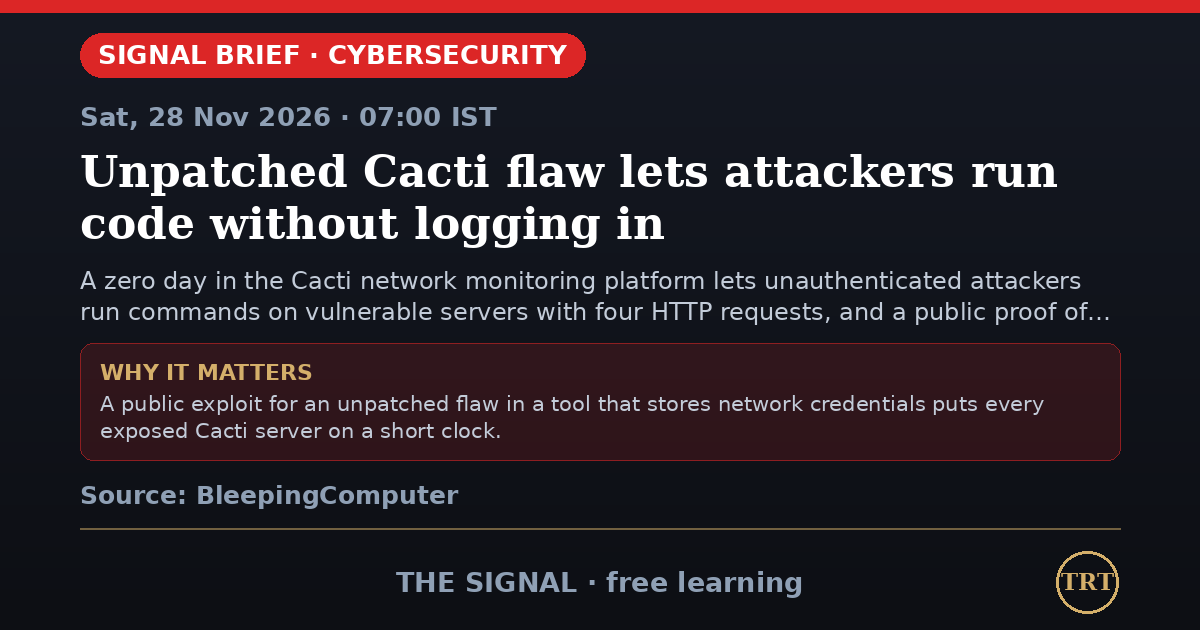 SIGNAL BRIEF · CYBERSECURITY
Sat, 28 Nov 2026 · 07:00 IST
Unpatched Cacti flaw lets attackers run
code without logging in
A zero day in the Cacti network monitoring platform lets unauthenticated attackers
run commands on vulnerable servers with four HTTP requests, and a public proof of…
WHY IT MATTERS
A public exploit for an unpatched flaw in a tool that stores network credentials puts every
exposed Cacti server on a short clock.
Source: BleepingComputer
THE SIGNAL · free learning
TRT